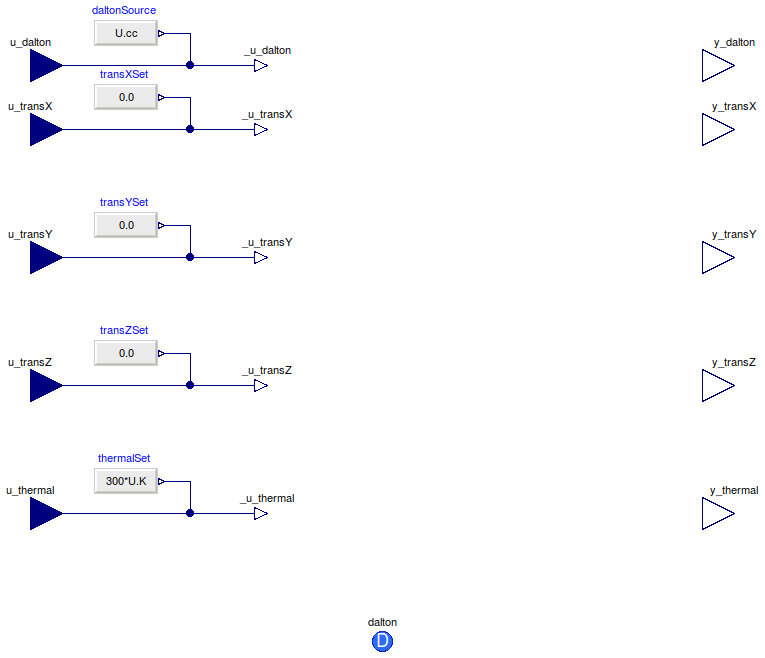 daltonSource
U.cc
u_dalton
_u_dalton
y_dalton
transXSet
0.0
u_transX
_u_transX
y_transX
transYSet
0.0
u_transY
_u_transY
y_transY
transZSet
0.0
u_transZ
_u_transZ
y_transZ
thermalSet
300*U.K
u_thermal
_u_thermal
y_thermal
dalton
D